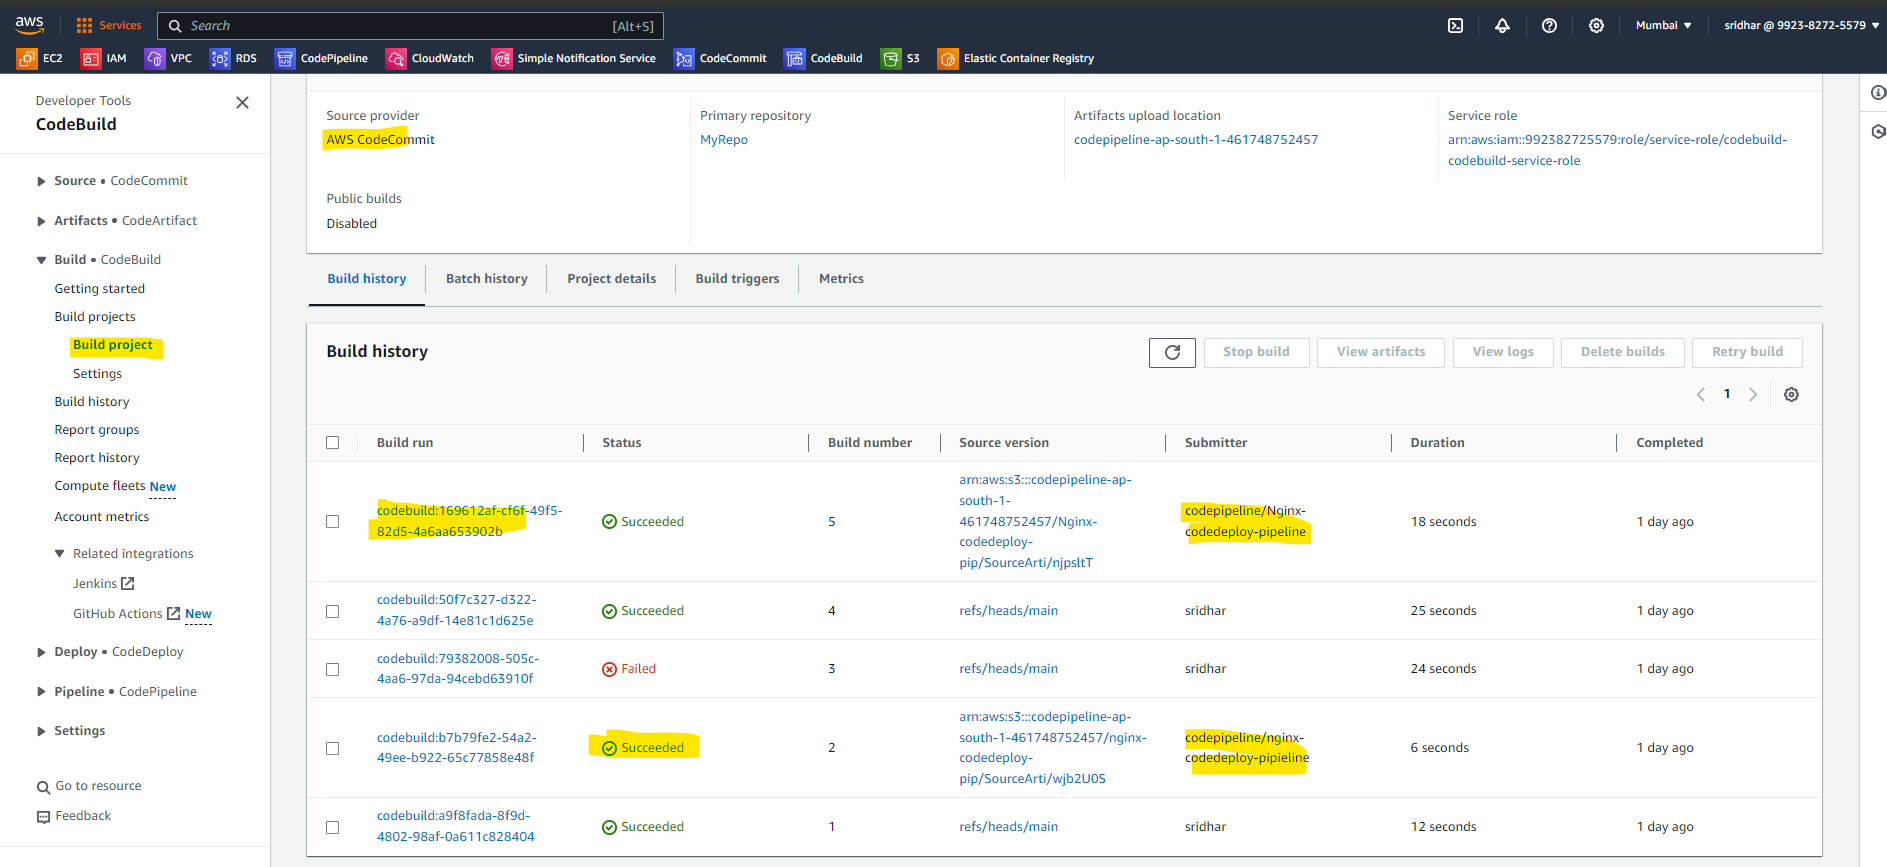 aws
Services
Search
[Alt+S]
Mumbai
sridhar @ 9923-8272-5579
EC2
IAM
VPC
RDS
CodePipeline
CloudWatch
Simple Notification Service
CodeCommit
CodeBuild
S3
Elastic Container Registry
Developer Tools
CodeBuild
Source • CodeCommit
Artifacts • CodeArtifact
Build • CodeBuild
Getting started
Build projects
Build project
Settings
Build history
Report groups
Report history
Compute fleets New
Account metrics
Related integrations
Jenkins
GitHub Actions New
Deploy • CodeDeploy
Pipeline • CodePipeline
Settings
Go to resource
Feedback
Source provider
AWS CodeCommit
Primary repository
MyRepo
Artifacts upload location
codepipeline-ap-south-1-461748752457
Service role
arn:aws:iam::992382725579:role/service-role/codebuild-
codebuild-service-role
Public builds
Disabled
Build history
Batch history
Project details
Build triggers
Metrics
Build history
Stop build
View artifacts
View logs
Delete builds
Retry build
1
Build run
Status
Build number
Source version
Submitter
Duration
Completed
codebuild:169612af-cf6f-49f5-
82d5-4a6aa653902b
Succeeded
5
arn:aws:s3:::codepipeline-ap-
south-1-
461748752457/Nginx-
codedeploy-
pip/SourceArti/njpsltT
codepipeline/Nginx-
codedeploy-pipeline
18 seconds
1 day ago
codebuild:50f7c327-d322-
4a76-a9df-14e81c1d625e
Succeeded
4
refs/heads/main
sridhar
25 seconds
1 day ago
codebuild:79382008-505c-
4aa6-97da-94cebd63910f
Failed
3
refs/heads/main
sridhar
24 seconds
1 day ago
codebuild:b7b79fe2-54a2-
49ee-b922-65c77858e48f
Succeeded
2
arn:aws:s3:::codepipeline-ap-
south-1-461748752457/nginx-
codedeploy-
pip/SourceArti/wjb2U0S
codepipeline/nginx-
codedeploy-pipieline
6 seconds
1 day ago
codebuild:a9f8fada-8f9d-
4802-98af-0a611c828404
Succeeded
1
refs/heads/main
sridhar
12 seconds
1 day ago